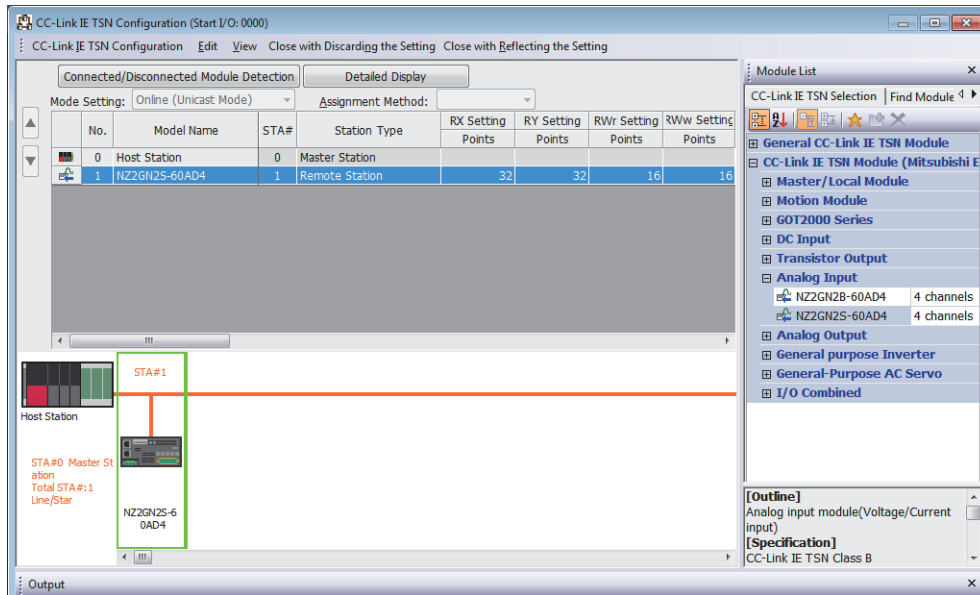 CC-Link IE TSN Configuration (Start I/O: 0000)
CC-Link IE TSN Configuration Edit View Close with Discarding the Setting Close with Reflecting the Setting
Connected/Disconnected Module Detection Detailed Display
Mode Setting: Online (Unicast Mode) Assignment Method:
No. Model Name STA# Station Type RX Setting RY Setting RWr Setting RWw Setting
Points Points Points Points
0 Host Station 0 Master Station
1 NZ2GN2S-60AD4 1 Remote Station 32 32 16 16
STA#1
Host Station
STA#0 Master St
ation
Total STA#:1
Line/Star
NZ2GN2S-6
0AD4
Module List
CC-Link IE TSN Selection Find Module
General CC-Link IE TSN Module
CC-Link IE TSN Module (Mitsubishi E
Master/Local Module
Motion Module
GOT2000 Series
DC Input
Transistor Output
Analog Input
NZ2GN2B-60AD4 4 channels
NZ2GN2S-60AD4 4 channels
Analog Output
General purpose Inverter
General-Purpose AC Servo
I/O Combined
[Outline]
Analog input module(Voltage/Current
input)
[Specification]
CC-Link IE TSN Class B
Output